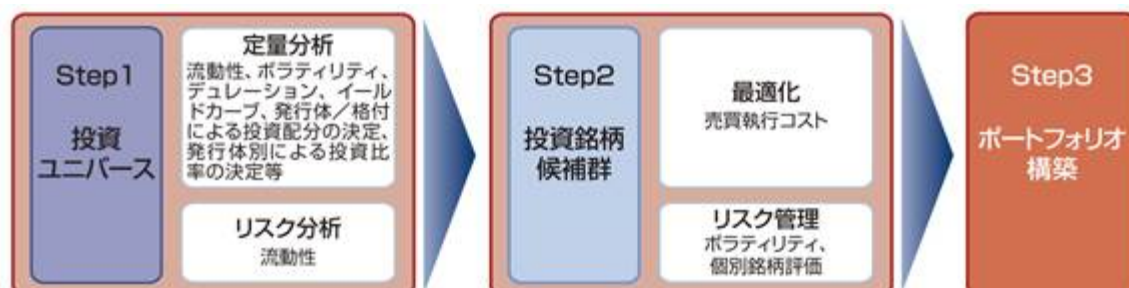 Step1
投資
ユニバース
定量分析
流動性、ボラティリティ、
デュレーション、イール
ドカーブ、発行体／格付
による投資配分の決定、
発行体別による投資比
率の決定等
リスク分析
流動性
Step2
投資銘柄
候補群
最適化
売買執行コスト
リスク管理
ボラティリティ、
個別銘柄評価
Step3
ポートフォリオ
構築